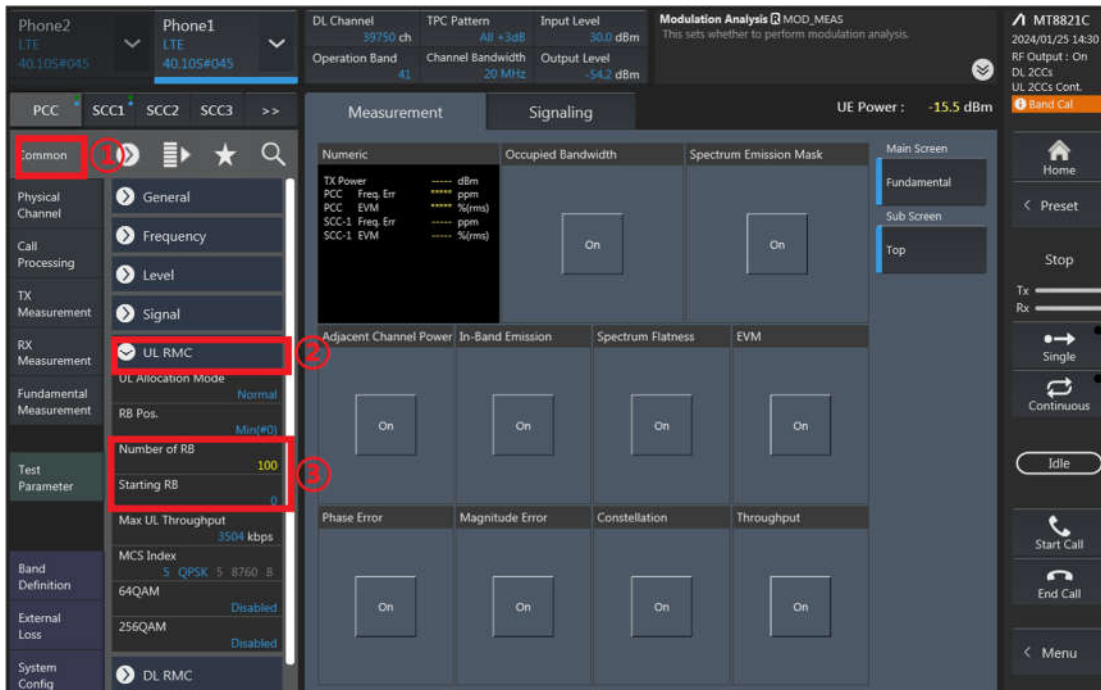 Phone2
LTE
40.105#045
Phone1
LTE
40.105#045
DL Channel
39750 ch
TPC Pattern
All +3dB
Input Level
30.0 dBm
Operation Band
41
Channel Bandwidth
20 MHz
Output Level
-54.2 dBm
Modulation Analysis R MOD_MEAS
This sets whether to perform modulation analysis.
MT8821C
2024/01/25 14:30
RF Output : On
DL 2CCs
UL 2CCs Cont.
Band Cal
PCC SCC1 SCC2 SCC3 >>
Measurement
Signaling
UE Power : -15.5 dBm
Common
①
Physical
Channel
Call
Processing
TX
Measurement
RX
Measurement
Fundamental
Measurement
Test
Parameter
Band
Definition
External
Loss
System
Config
General
Frequency
Level
Signal
UL RMC
②
UL Allocation Mode
Normal
RB Pos.
Min(#0)
Number of RB
100
③
Starting RB
0
Max UL Throughput
3504 kbps
MCS Index
5 QPSK 5 8760 B
64QAM
Disabled
256QAM
Disabled
DL RMC
Numeric
TX Power ----- dBm
PCC Freq. Err ***** ppm
PCC EVM ***** %(rms)
SCC-1 Freq. Err ----- ppm
SCC-1 EVM ----- %(rms)
Occupied Bandwidth
On
Spectrum Emission Mask
On
Adjacent Channel Power
On
In-Band Emission
On
Spectrum Flatness
On
EVM
On
Phase Error
On
Magnitude Error
On
Constellation
On
Throughput
On
Main Screen
Fundamental
Sub Screen
Top
Home
< Preset
Stop
Tx
Rx
Single
Continuous
Idle
Start Call
End Call
< Menu